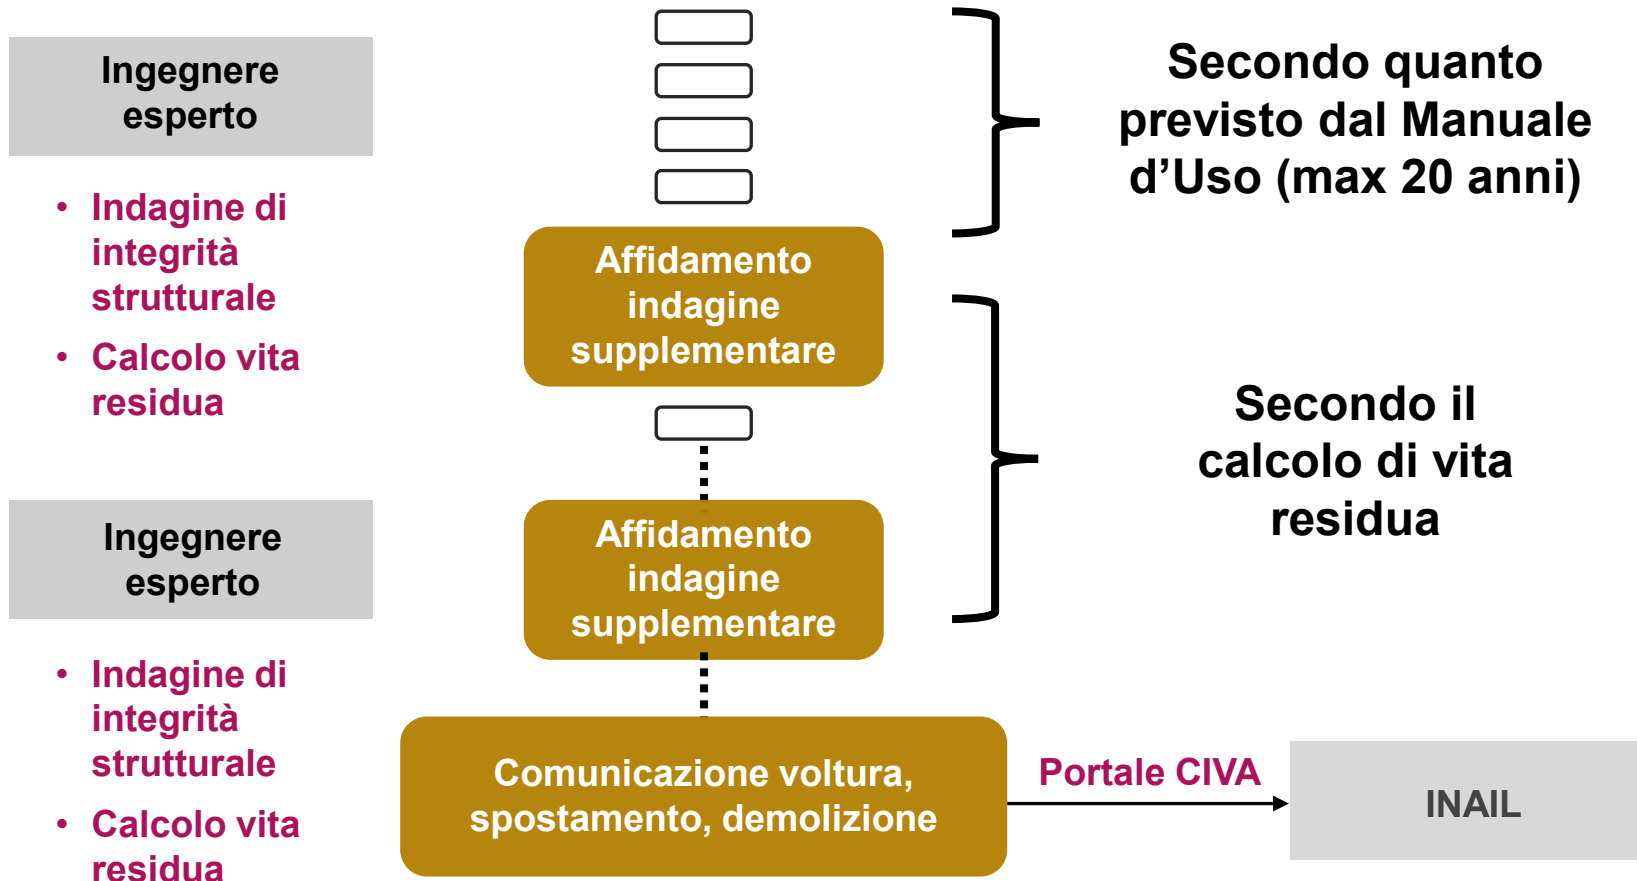 Ingegnere
esperto
• Indagine di
integrità
strutturale
• Calcolo vita
residua
Secondo quanto
previsto dal Manuale
d’Uso (max 20 anni)
Affidamento
indagine
supplementare
Secondo il
calcolo di vita
residua
Ingegnere
esperto
• Indagine di
integrità
strutturale
• Calcolo vita
residua
Affidamento
indagine
supplementare
Comunicazione voltura,
spostamento, demolizione
Portale CIVA
INAIL